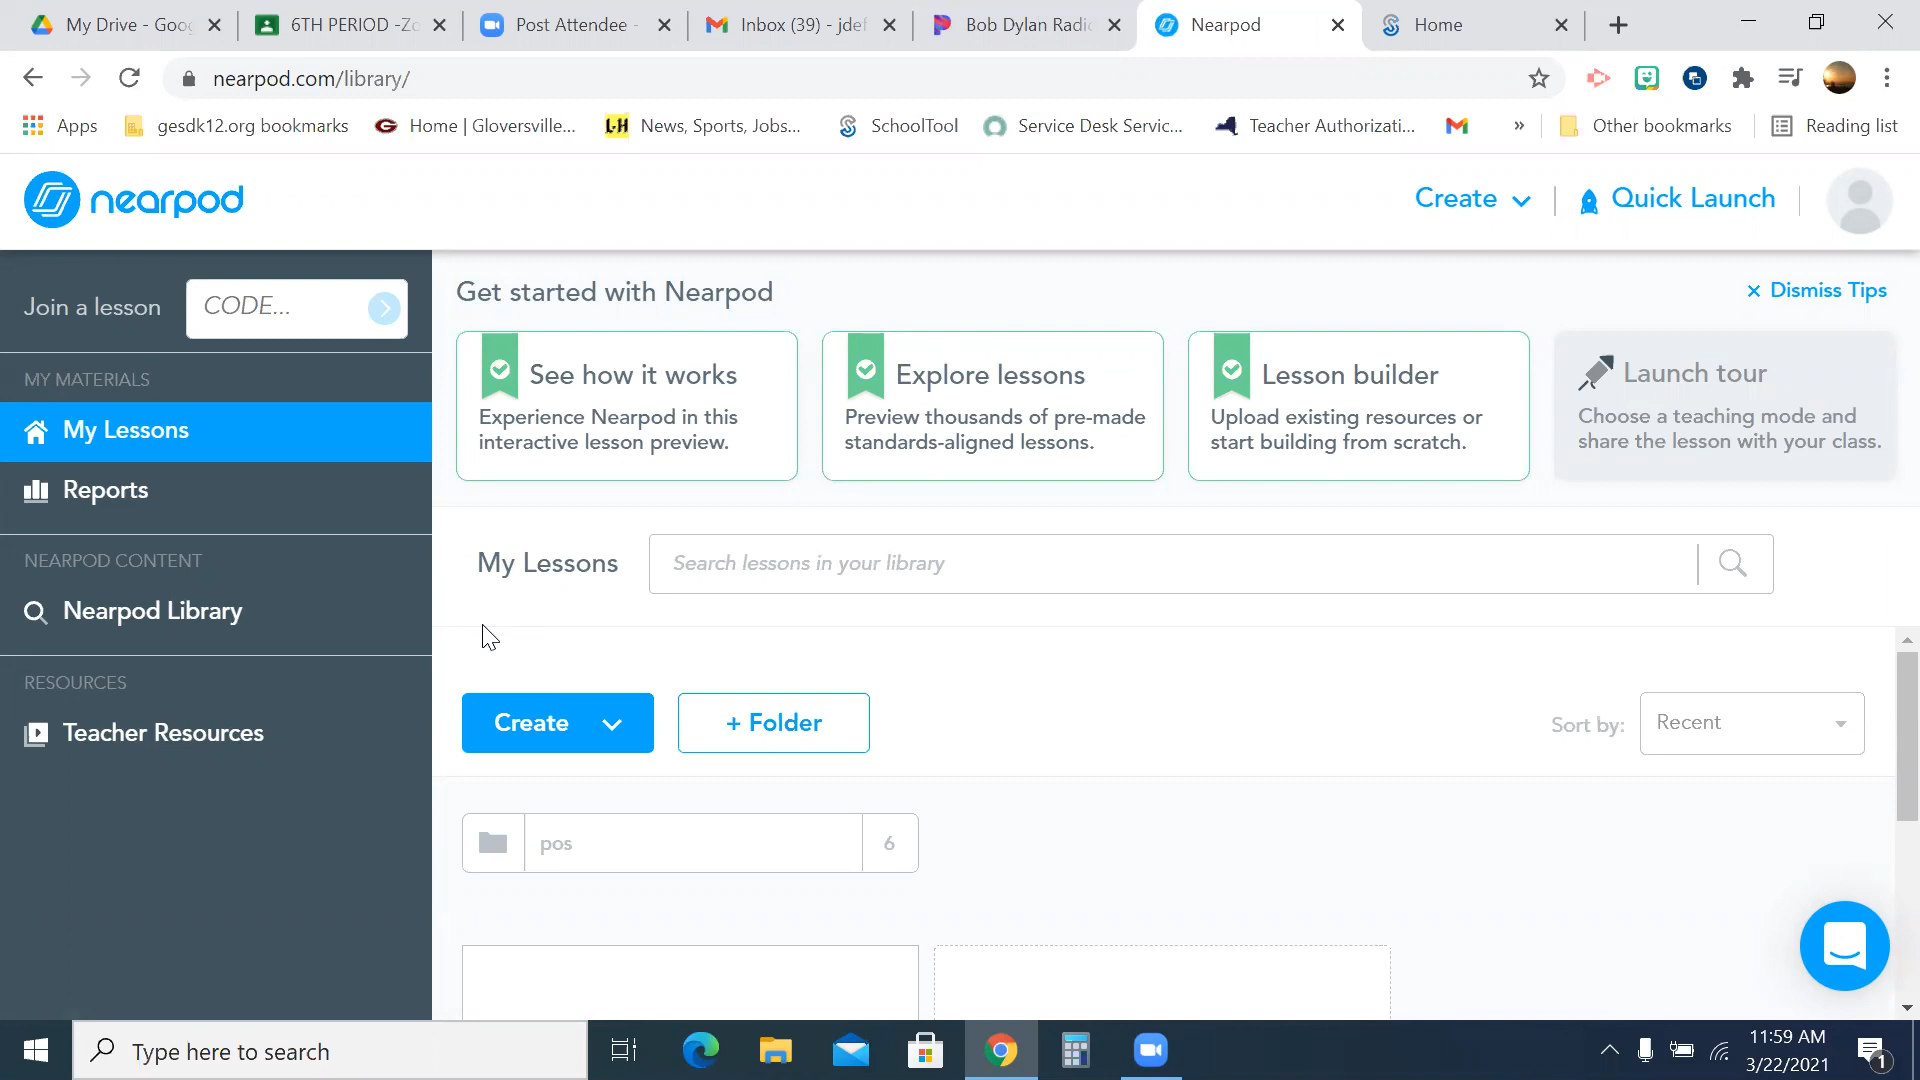 My Drive - Goog
6TH PERIOD -Zo
Post Attendee -
Inbox (39) - jdef
Bob Dylan Radio
Nearpod
Home
nearpod.com/library/
Apps
gesdk12.org bookmarks
Home | Gloversville...
L-H
News, Sports, Jobs...
SchoolTool
Service Desk Servic...
Teacher Authorizati...
»
Other bookmarks
Reading list
nearpod
Create
Quick Launch
Join a lesson
CODE...
MY MATERIALS
My Lessons
Reports
NEARPOD CONTENT
Nearpod Library
RESOURCES
Teacher Resources
Get started with Nearpod
× Dismiss Tips
See how it works
Experience Nearpod in this
interactive lesson preview.
Explore lessons
Preview thousands of pre-made
standards-aligned lessons.
Lesson builder
Upload existing resources or
start building from scratch.
Launch tour
Choose a teaching mode and
share the lesson with your class.
My Lessons
Search lessons in your library
Create
+ Folder
Sort by:
Recent
pos
6
Type here to search
11:59 AM
3/22/2021
1